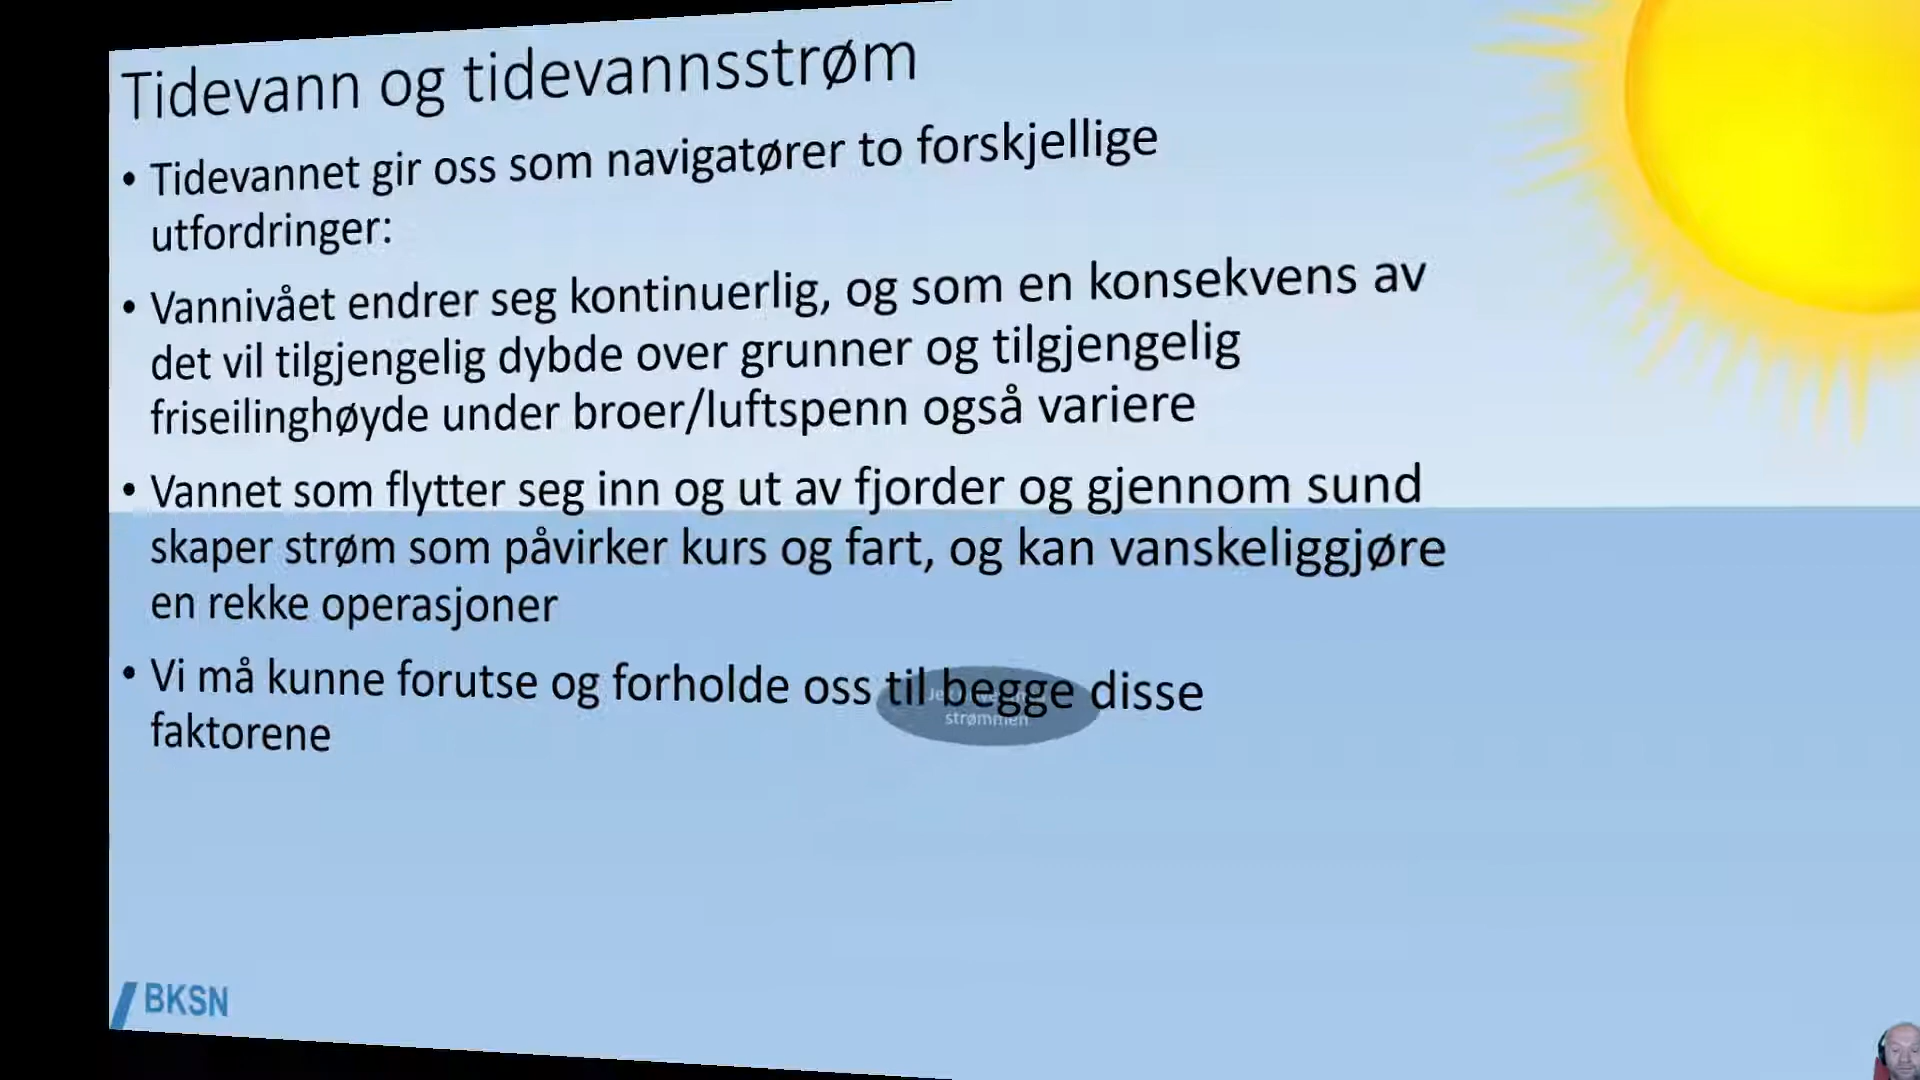 Tidevann og tidevannsstrøm
• Tidevannet gir oss som navigatører to forskjellige
utfordringer:
• Vannivået endrer seg kontinuerlig, og som en konsekvens av
det vil tilgjengelig dybde over grunner og tilgjengelig
friseilinghøyde under broer/luftspenn også variere
• Vannet som flytter seg inn og ut av fjorder og gjennom sund
skaper strøm som påvirker kurs og fart, og kan vanskeliggjøre
en rekke operasjoner
• Vi må kunne forutse og forholde oss til begge disse
faktorene
strømmen
BKSN